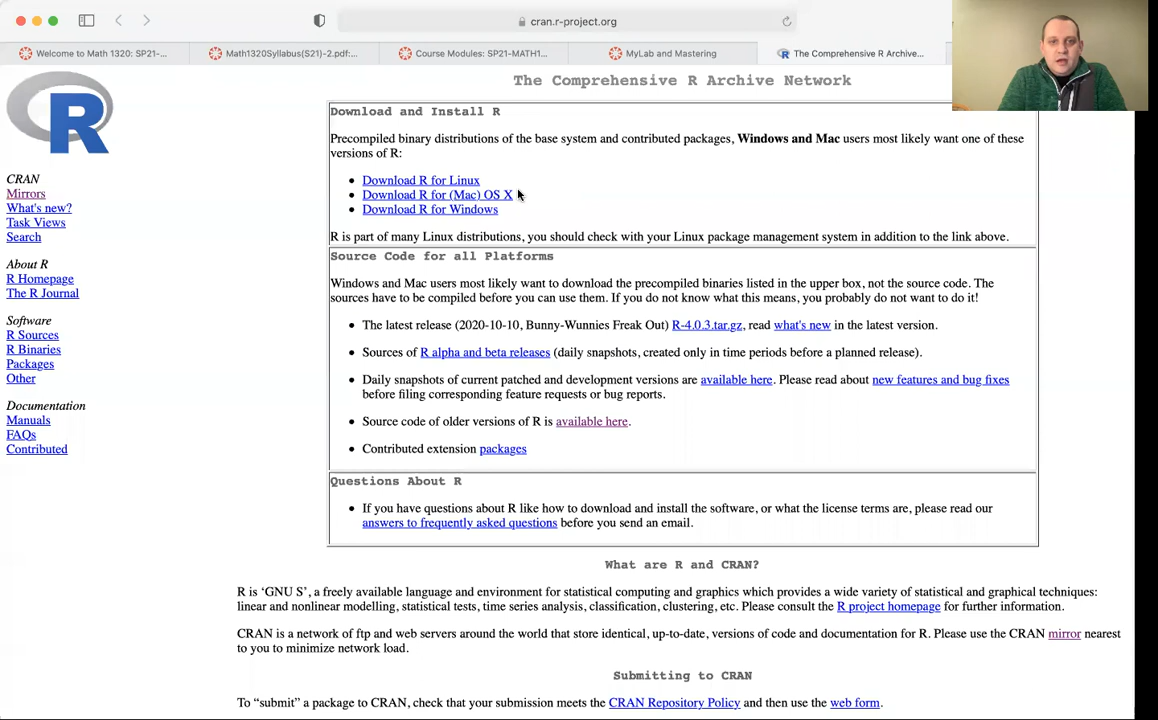 cran.r-project.org
Welcome to Math 1320: SP21-...
Math1320Syllabus(S21)-2.pdf:...
Course Modules: SP21-MATH1...
MyLab and Mastering
The Comprehensive R Archive...
R
The Comprehensive R Archive Network
CRAN
Mirrors
What's new?
Task Views
Search
About R
R Homepage
The R Journal
Software
R Sources
R Binaries
Packages
Other
Documentation
Manuals
FAQs
Contributed
Download and Install R
Precompiled binary distributions of the base system and contributed packages, Windows and Mac users most likely want one of these
versions of R:
• Download R for Linux
• Download R for (Mac) OS X
• Download R for Windows
R is part of many Linux distributions, you should check with your Linux package management system in addition to the link above.
Source Code for all Platforms
Windows and Mac users most likely want to download the precompiled binaries listed in the upper box, not the source code. The
sources have to be compiled before you can use them. If you do not know what this means, you probably do not want to do it!
• The latest release (2020-10-10, Bunny-Wunnies Freak Out) R-4.0.3.tar.gz, read what's new in the latest version.
• Sources of R alpha and beta releases (daily snapshots, created only in time periods before a planned release).
• Daily snapshots of current patched and development versions are available here. Please read about new features and bug fixes
before filing corresponding feature requests or bug reports.
• Source code of older versions of R is available here.
• Contributed extension packages
Questions About R
• If you have questions about R like how to download and install the software, or what the license terms are, please read our
answers to frequently asked questions before you send an email.
What are R and CRAN?
R is ‘GNU S’, a freely available language and environment for statistical computing and graphics which provides a wide variety of statistical and graphical techniques:
linear and nonlinear modelling, statistical tests, time series analysis, classification, clustering, etc. Please consult the R project homepage for further information.
CRAN is a network of ftp and web servers around the world that store identical, up-to-date, versions of code and documentation for R. Please use the CRAN mirror nearest
to you to minimize network load.
Submitting to CRAN
To “submit” a package to CRAN, check that your submission meets the CRAN Repository Policy and then use the web form.